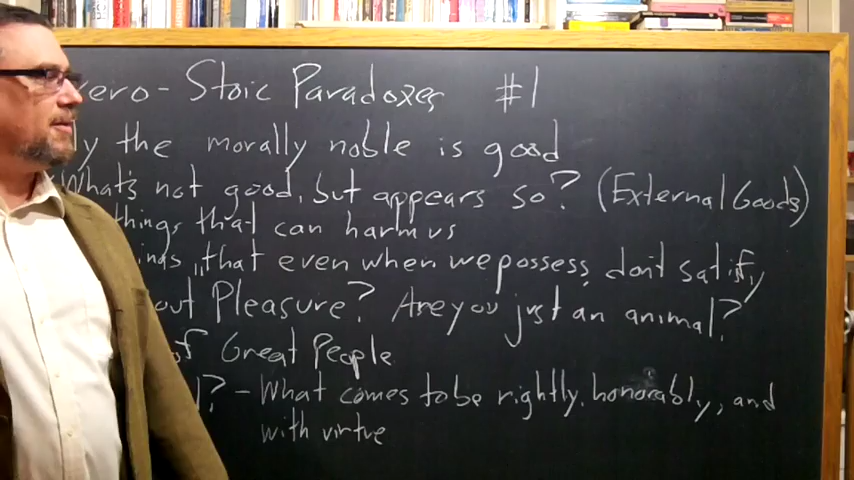 ero - Stoic Paradoxes #1
ly the morally noble is good
What's not good, but appears so? (External Goods)
things that can harm us
ings that even when we possess, don't satisfy
out Pleasure? Are you just an animal?
of Great People
l? - What comes to be rightly, honorably, and
with virtue